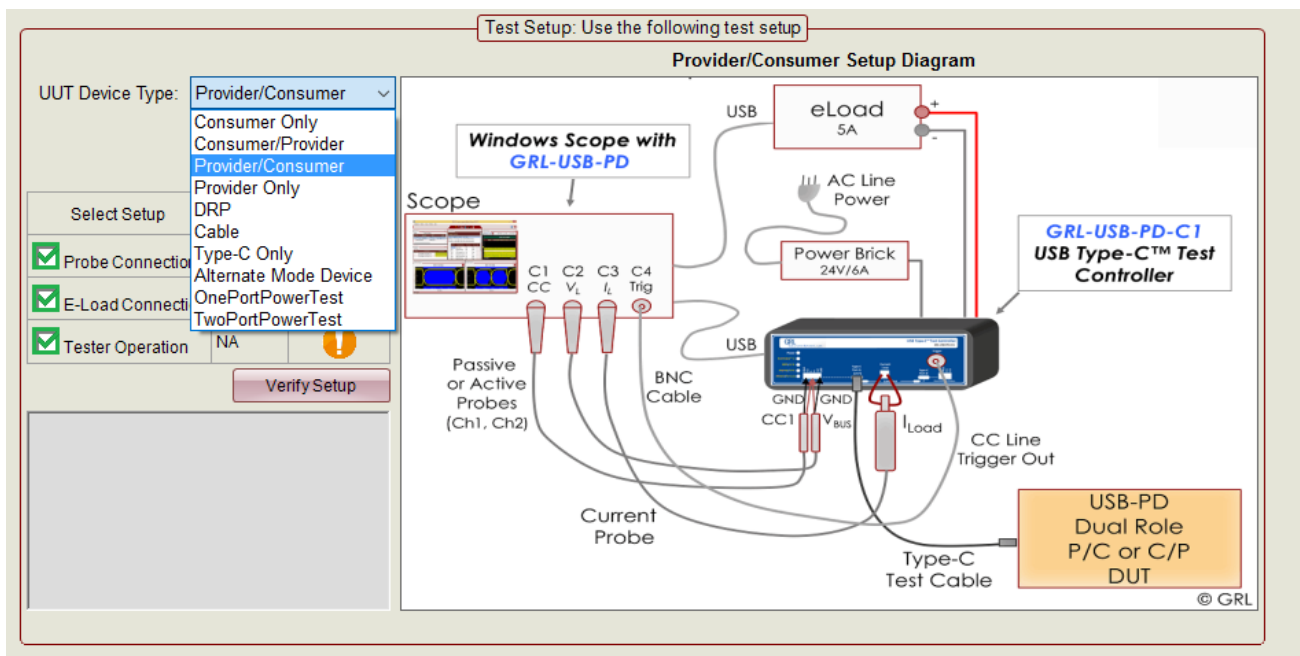 Test Setup: Use the following test setup
Provider/Consumer Setup Diagram
UUT Device Type:
Provider/Consumer
Consumer Only
Consumer/Provider
Provider/Consumer
Provider Only
DRP
Cable
Type-C Only
Alternate Mode Device
OnePortPowerTest
TwoPortPowerTest
Select Setup
Probe Connection
E-Load Connecti
Tester Operation
NA
Verify Setup
Windows Scope with
GRL-USB-PD
Scope
C1 C2 C3 C4
CC VL IL Trig
USB
eLoad
5A
+
-
AC Line
Power
Power Brick
24V/6A
GRL-USB-PD-C1
USB Type-C™ Test
Controller
USB
Passive
or Active
Probes
(Ch1, Ch2)
BNC
Cable
GND GND
CC1 VBUS
ILoad
CC Line
Trigger Out
Current
Probe
Type-C
Test Cable
USB-PD
Dual Role
P/C or C/P
DUT
© GRL